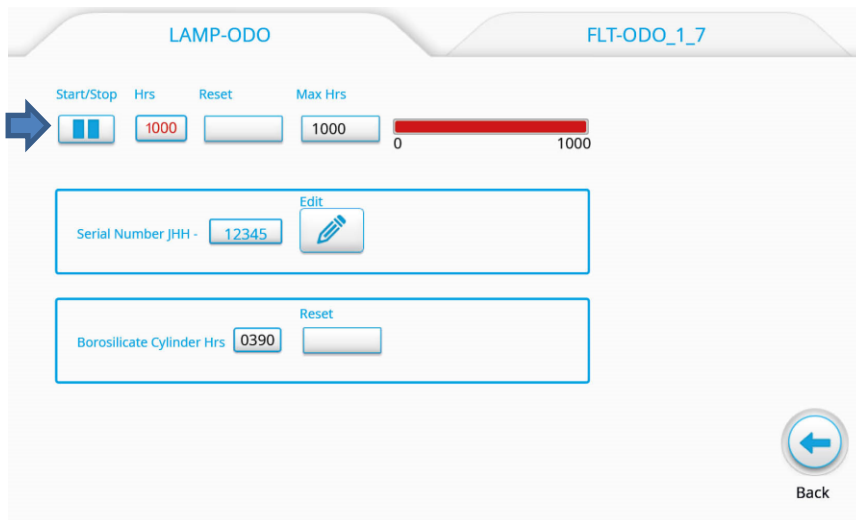 LAMP-ODO FLT-ODO_1_7
Start/Stop Hrs Reset Max Hrs
1000 1000
0 1000
Edit
Serial Number JHH - 12345
Reset
Borosilicate Cylinder Hrs 0390
Back